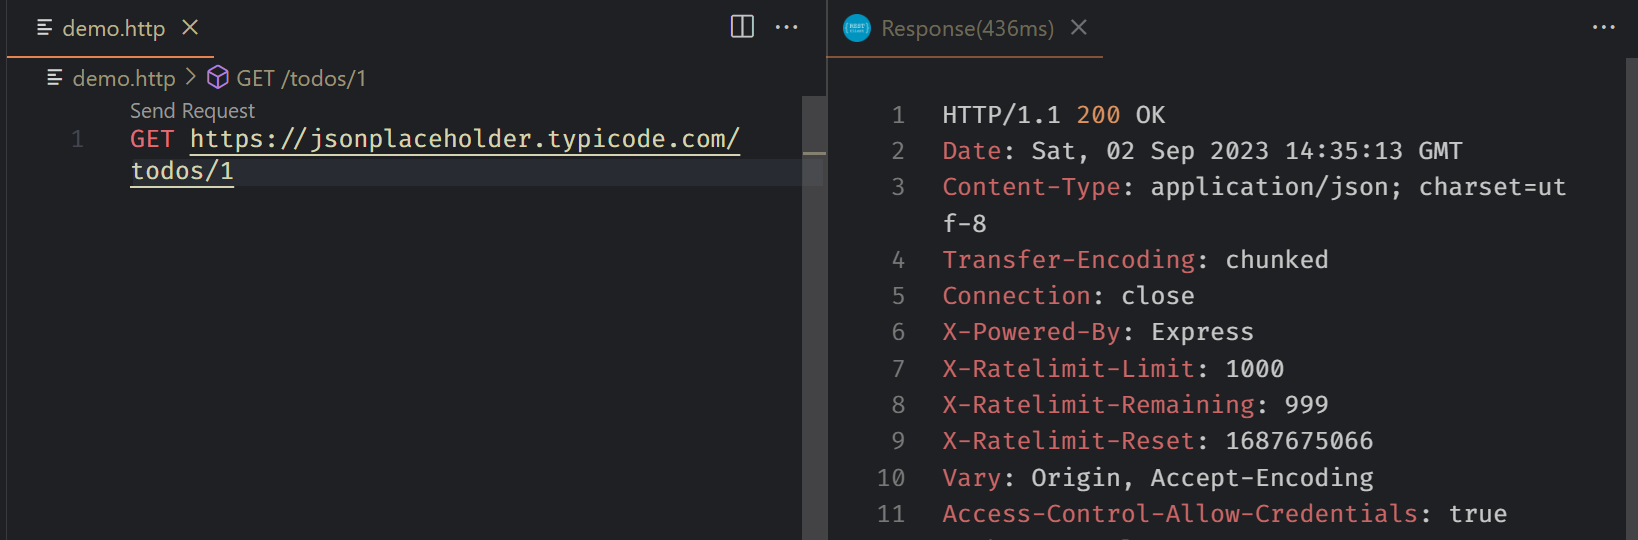 demo.http
demo.http > GET /todos/1
Send Request
1 GET https://jsonplaceholder.typicode.com/
todos/1
Response(436ms)
1 HTTP/1.1 200 OK
2 Date: Sat, 02 Sep 2023 14:35:13 GMT
3 Content-Type: application/json; charset=ut
f-8
4 Transfer-Encoding: chunked
5 Connection: close
6 X-Powered-By: Express
7 X-Ratelimit-Limit: 1000
8 X-Ratelimit-Remaining: 999
9 X-Ratelimit-Reset: 1687675066
10 Vary: Origin, Accept-Encoding
11 Access-Control-Allow-Credentials: true